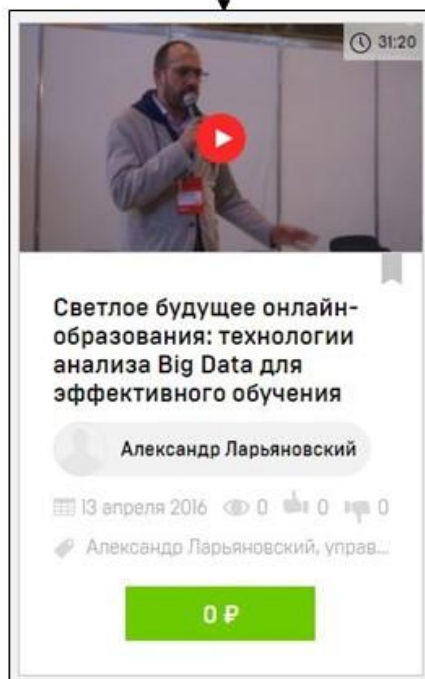 31:20
Светлое будущее онлайн-
образования: технологии
анализа Big Data для
эффективного обучения
Александр Ларьяновский
13 апреля 2016 0 0 0
Александр Ларьяновский, управ...
0 ₽